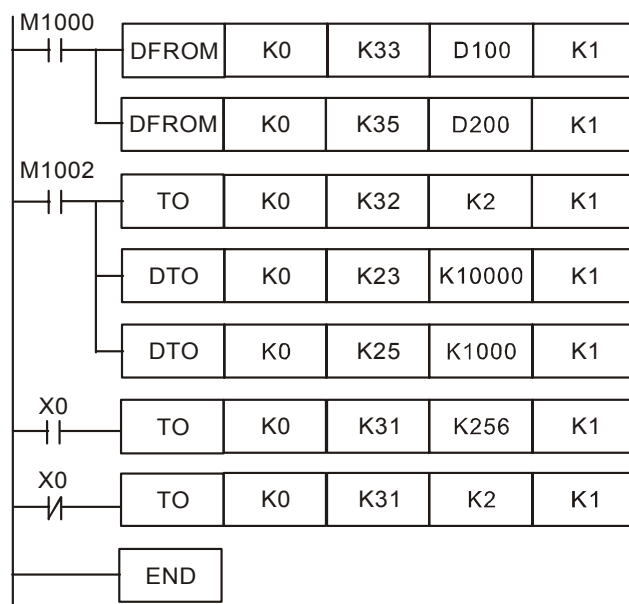 M1000
DFROM K0 K33 D100 K1
DFROM K0 K35 D200 K1
M1002
TO K0 K32 K2 K1
DTO K0 K23 K10000 K1
DTO K0 K25 K1000 K1
X0
TO K0 K31 K256 K1
X0
TO K0 K31 K2 K1
END